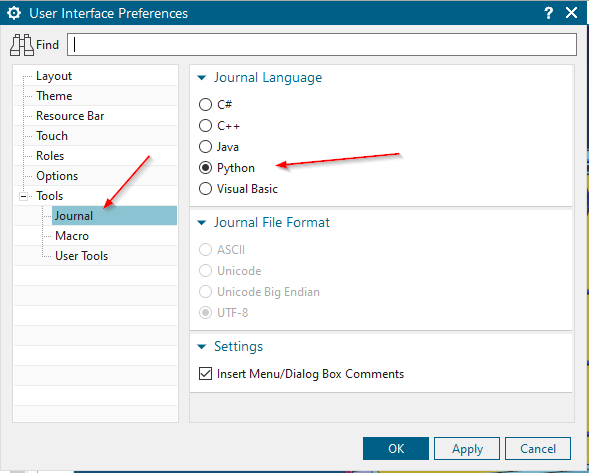 User Interface Preferences
?
Find
Layout
Theme
Resource Bar
Touch
Roles
Options
Tools
Journal
Macro
User Tools
Journal Language
C#
C++
Java
Python
Visual Basic
Journal File Format
ASCII
Unicode
Unicode Big Endian
UTF-8
Settings
Insert Menu/Dialog Box Comments
OK
Apply
Cancel